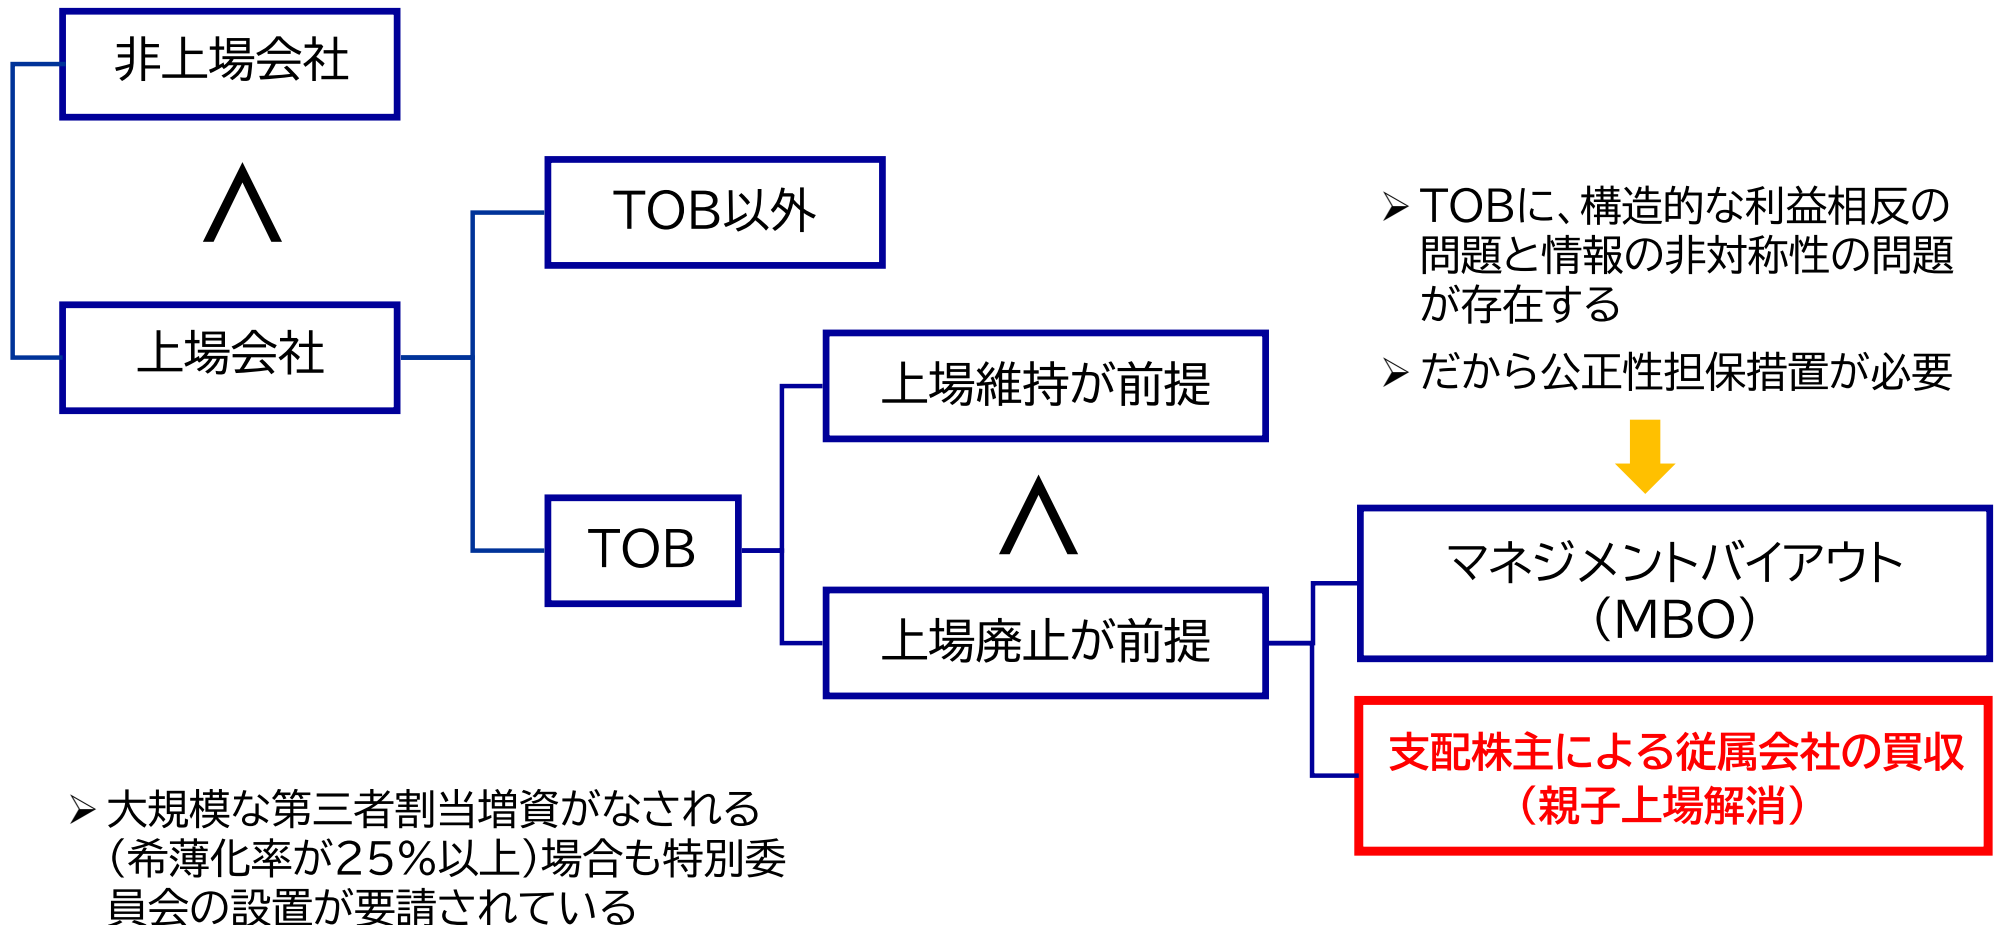 非上場会社
∧
上場会社
TOB以外
TOB
上場維持が前提
∧
上場廃止が前提
➢ TOBに、構造的な利益相反の
問題と情報の非対称性の問題
が存在する
➢ だから公正性担保措置が必要
マネジメントバイアウト
（MBO）
支配株主による従属会社の買収
（親子上場解消）
➢ 大規模な第三者割当増資がなされる
（希薄化率が25%以上）場合も特別委
員会の設置が要請されている